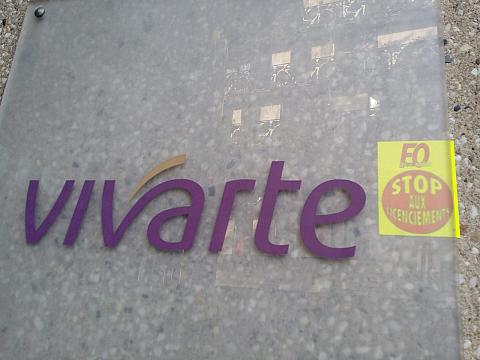 vivarte
FO
STOP
AUX
LICENCIEMENTS